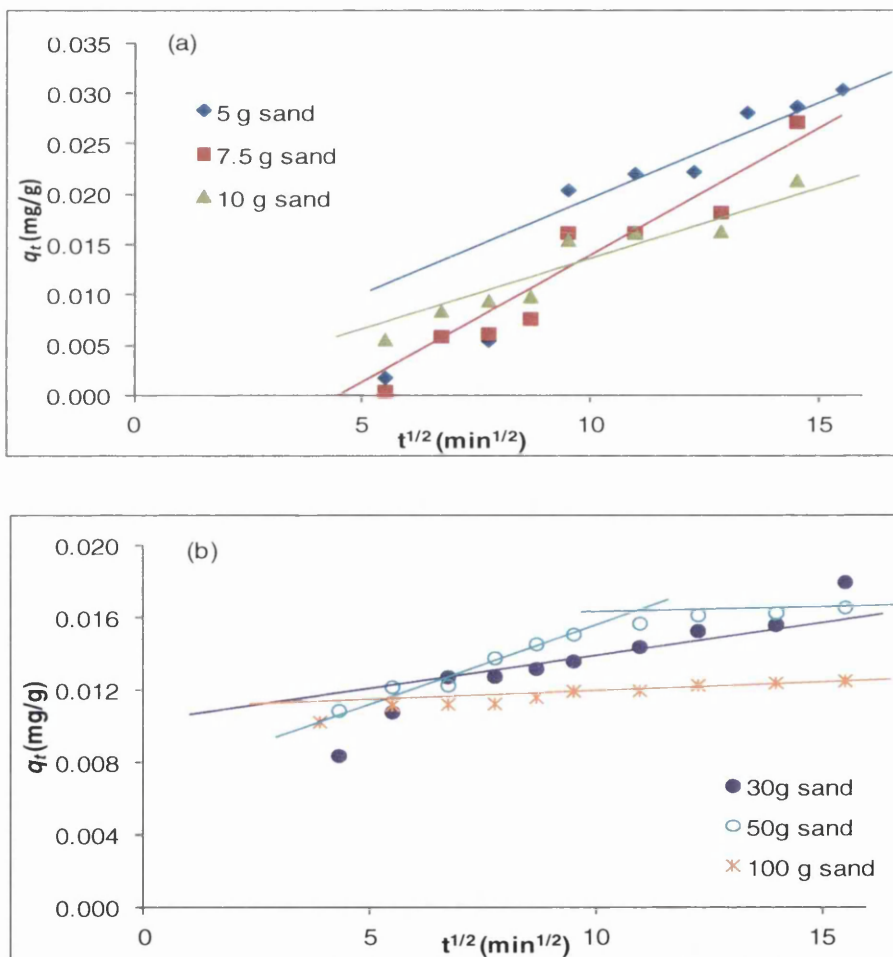 (a)
0.035
0.030
0.025
0.020
0.015
0.010
0.005
0.000
qt (mg/g)
5 g sand
7.5 g sand
10 g sand
0 5 10 15
t1/2 (min1/2)
(b)
0.020
0.016
0.012
0.008
0.004
0.000
qt (mg/g)
30g sand
50g sand
100 g sand
0 5 10 15
t1/2 (min1/2)